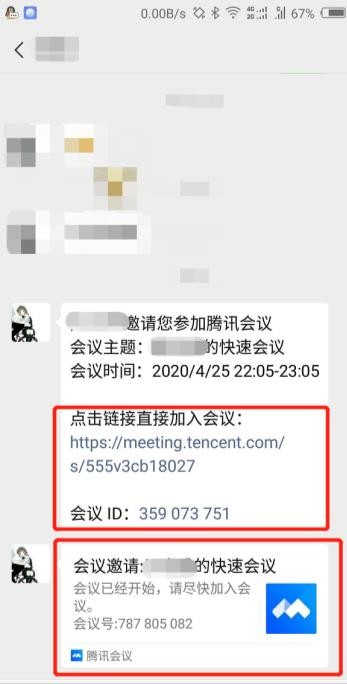 0.00B/s 4G 2G 67%
邀请您参加腾讯会议
会议主题：的快速会议
会议时间：2020/4/25 22:05-23:05
点击链接直接加入会议：
https://meeting.tencent.com/
s/555v3cb18027
会议 ID：359 073 751
会议邀请:的快速会议
会议已经开始，请尽快加入会
议。
会议号:787 805 082
腾讯会议